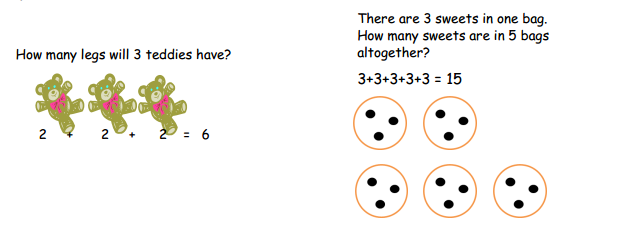 How many legs will 3 teddies have?
2 + 2 + 2 = 6
There are 3 sweets in one bag.
How many sweets are in 5 bags
altogether?
3+3+3+3+3 = 15